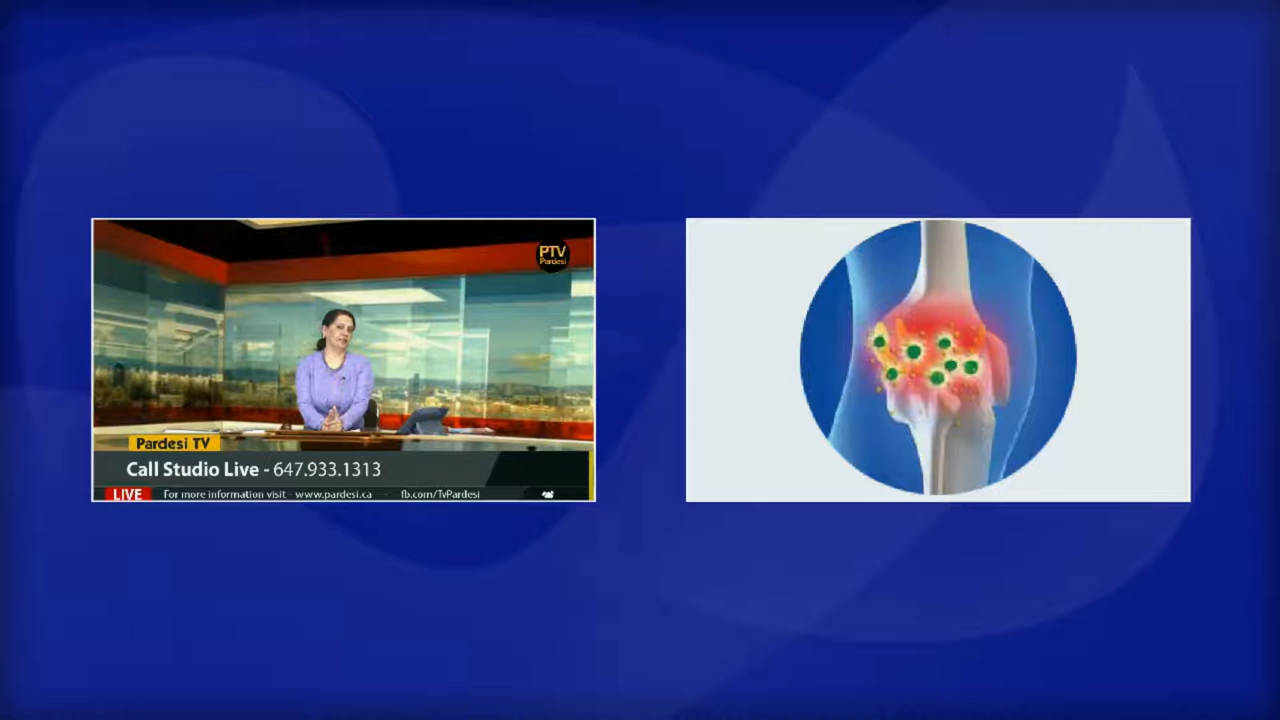 PTV
Pardesi
Pardesi TV
Call Studio Live - 647.933.1313
LIVE For more information visit - www.pardesi.ca - fb.com/TvPardesi